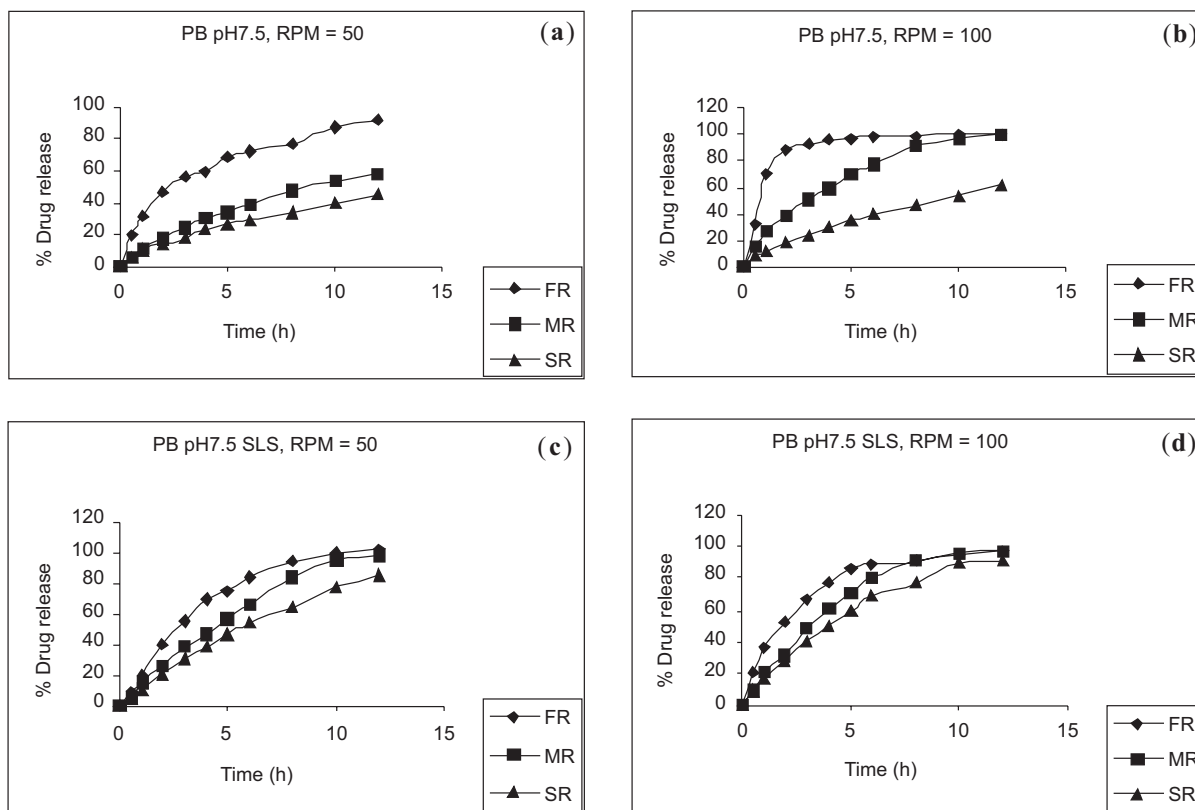 PB pH7.5, RPM = 50
(a)
% Drug release
100
80
60
40
20
0
0 5 10 15
Time (h)
FR
MR
SR
PB pH7.5, RPM = 100
(b)
% Drug release
120
100
80
60
40
20
0
0 5 10 15
Time (h)
FR
MR
SR
PB pH7.5 SLS, RPM = 50
(c)
% Drug release
120
100
80
60
40
20
0
0 5 10 15
Time (h)
FR
MR
SR
PB pH7.5 SLS, RPM = 100
(d)
% Drug release
120
100
80
60
40
20
0
0 5 10 15
Time (h)
FR
MR
SR